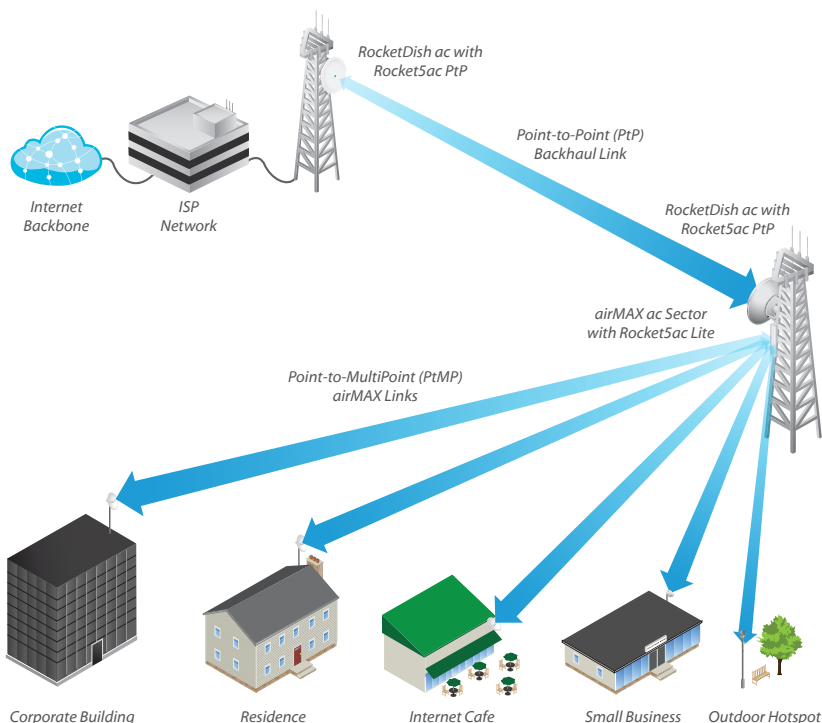 RocketDish ac with
Rocket5ac PtP
Point-to-Point (PtP)
Backhaul Link
Internet
Backbone
ISP
Network
RocketDish ac with
Rocket5ac PtP
airMAX ac Sector
with Rocket5ac Lite
Point-to-MultiPoint (PtMP)
airMAX Links
Corporate Building
Residence
Internet Cafe
Small Business
Outdoor Hotspot